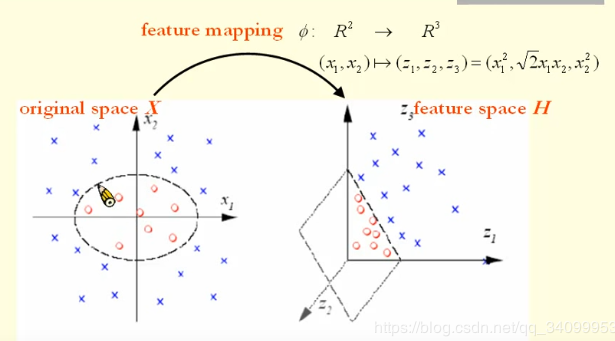 feature mapping ϕ: R² → R³
(x₁, x₂) ↦ (z₁, z₂, z₃) = (x₁², √2x₁x₂, x₂²)
original space X
x₂
x₁
z₃
feature space H
z₁
z₂
https://blog.csdn.net/qq_34099953